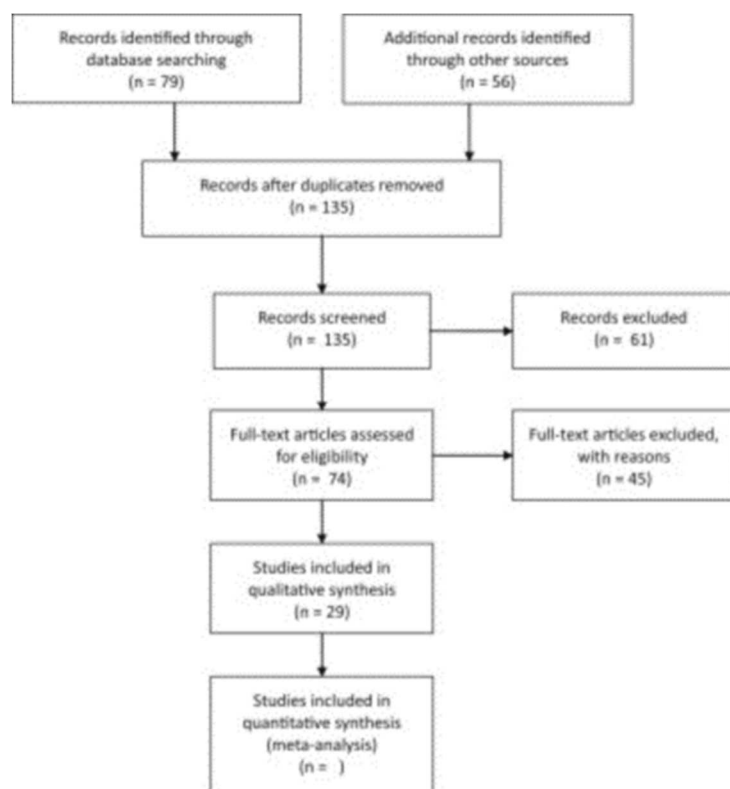 Records identified through
database searching
(n = 79)
Additional records identified
through other sources
(n = 56)
Records after duplicates removed
(n = 135)
Records screened
(n = 135)
Records excluded
(n = 61)
Full-text articles assessed
for eligibility
(n = 74)
Full-text articles excluded,
with reasons
(n = 45)
Studies included in
qualitative synthesis
(n = 29)
Studies included in
quantitative synthesis
(meta-analysis)
(n = )